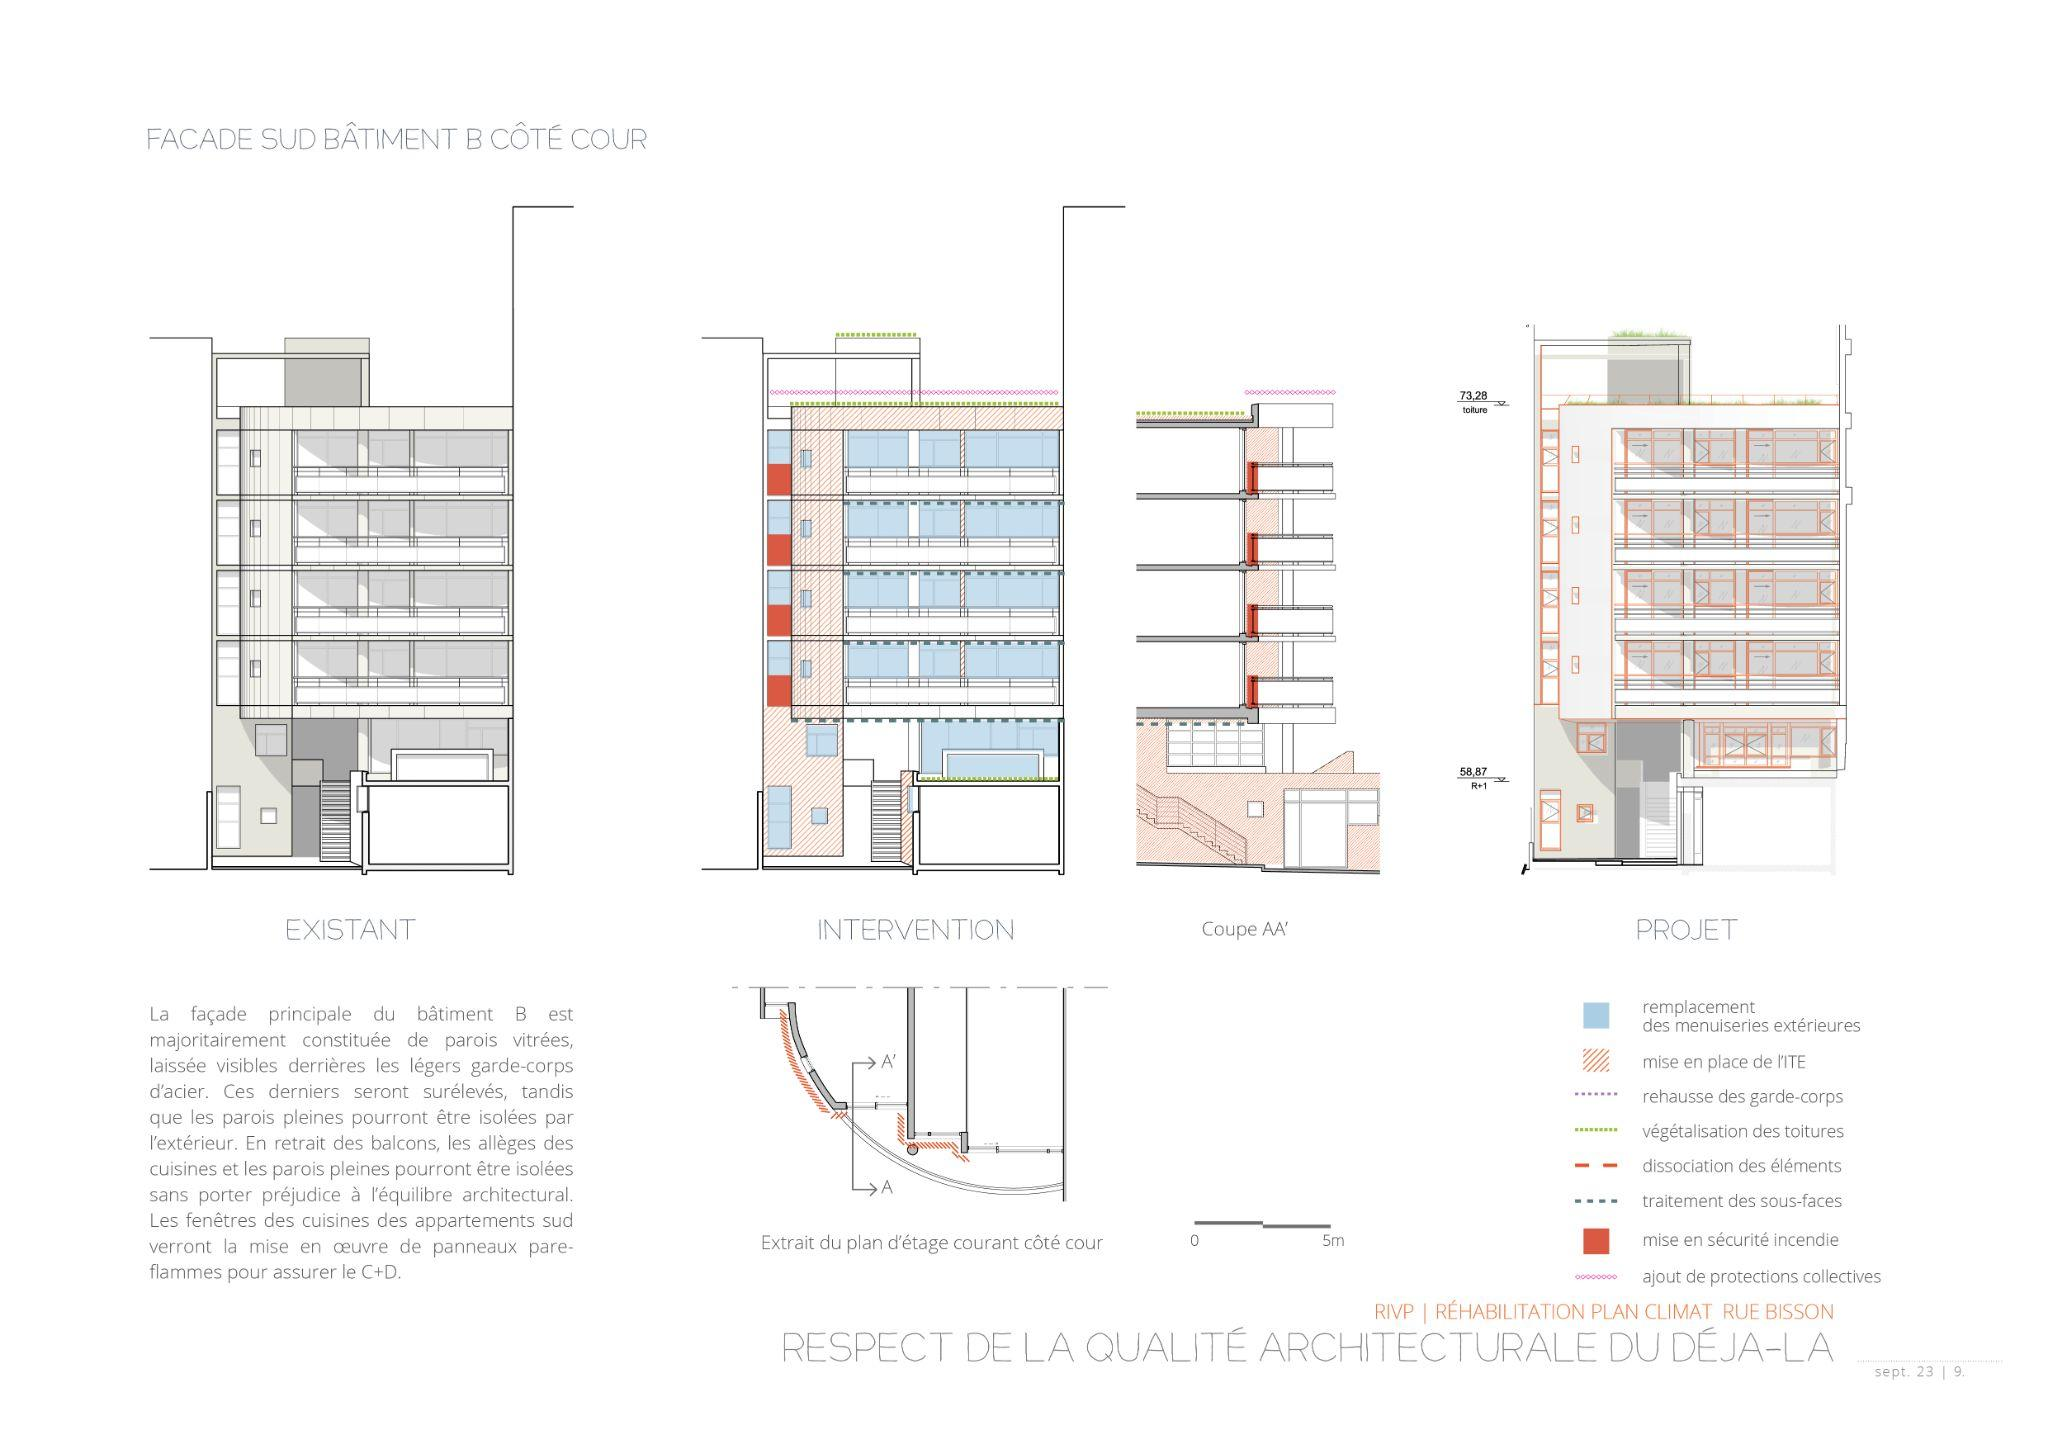 FACADE SUD BÂTIMENT B CÔTÉ COUR
73,28
toiture
58,87
R+1
EXISTANT
INTERVENTION
Coupe AA’
PROJET
La façade principale du bâtiment B est
majoritairement constituée de parois vitrées,
laissée visibles derrières les légers garde-corps
d’acier. Ces derniers seront surélevés, tandis
que les parois pleines pourront être isolées par
l’extérieur. En retrait des balcons, les allèges des
cuisines et les parois pleines pourront être isolées
sans porter préjudice à l’équilibre architectural.
Les fenêtres des cuisines des appartements sud
verront la mise en œuvre de panneaux pare-
flammes pour assurer le C+D.
A’
A
Extrait du plan d’étage courant côté cour
0
5m
remplacement
des menuiseries extérieures
mise en place de l’ITE
rehausse des garde-corps
végétalisation des toitures
dissociation des éléments
traitement des sous-faces
mise en sécurité incendie
ajout de protections collectives
RIVP | RÉHABILITATION PLAN CLIMAT RUE BISSON
RESPECT DE LA QUALITÉ ARCHITECTURALE DU DÉJA-LA
sept. 23 | 9.